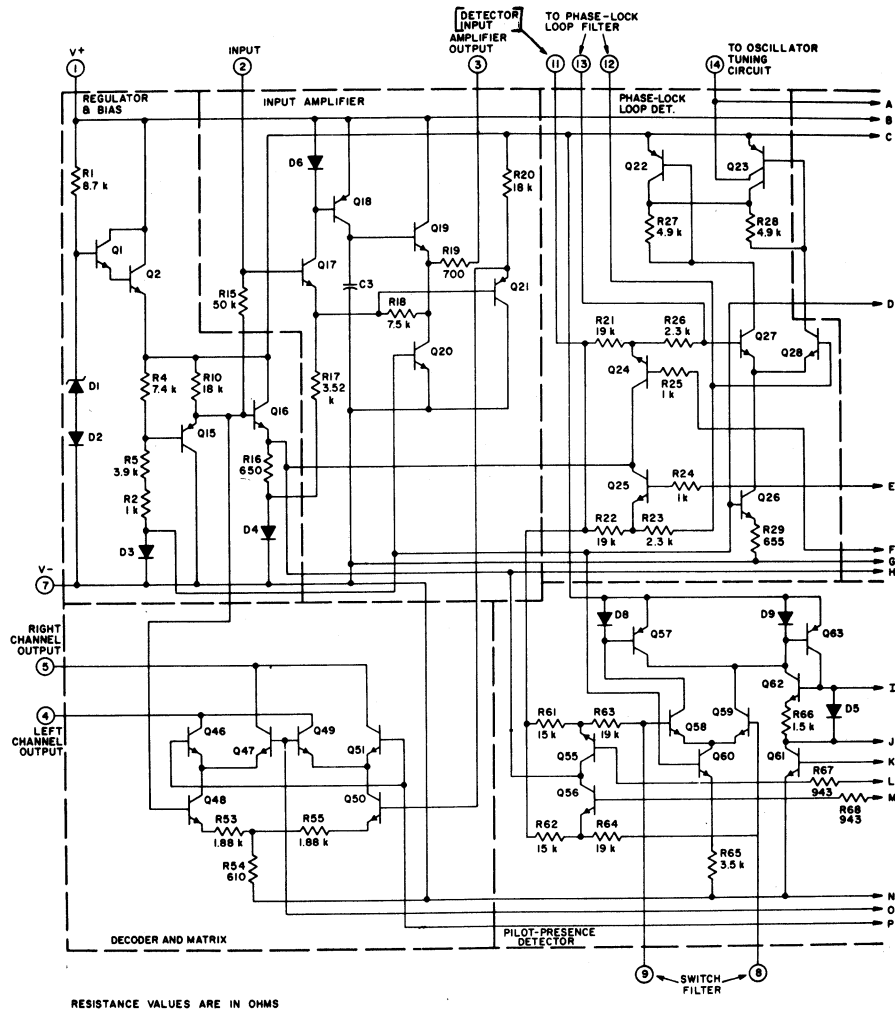 [DETECTOR
INPUT]
AMPLIFIER
OUTPUT
TO PHASE-LOCK
LOOP FILTER
V+
INPUT
TO OSCILLATOR
TUNING
CIRCUIT
1
2
3
11
13
12
14
REGULATOR
& BIAS
INPUT AMPLIFIER
PHASE-LOCK
LOOP DET.
A
B
C
R1
8.7 k
D6
Q18
R20
18 k
Q22
Q23
Q1
Q2
Q19
R27
4.9 k
R28
4.9 k
R19
700
Q17
C3
Q21
R15
50 k
R18
7.5 k
D
R21
19 k
R26
2.3 k
Q27
Q28
Q20
Q24
R25
1 k
D1
R4
7.4 k
R10
18 k
R17
3.52
k
Q16
D2
Q15
R5
3.9 k
R16
650
R2
1 k
Q25
R24
1k
E
Q26
R22
19k
R23
2.3 k
R29
655
D3
D4
F
G
H
V-
7
D8
Q57
D9
Q63
RIGHT
CHANNEL
OUTPUT
5
Q62
I
R66
1.5 k
D5
4
LEFT
CHANNEL
OUTPUT
Q46
Q47
Q49
Q51
R61
15 k
R63
19 k
Q58
Q59
J
Q55
Q60
Q61
K
R67
943
L
Q48
Q50
Q56
M
R68
943
R53
1.88 k
R55
1.88 k
R62
15 k
R64
19 k
R54
610
R65
3.5 k
N
O
P
DECODER AND MATRIX
PILOT-PRESENCE
DETECTOR
9
SWITCH
FILTER
8
RESISTANCE VALUES ARE IN OHMS